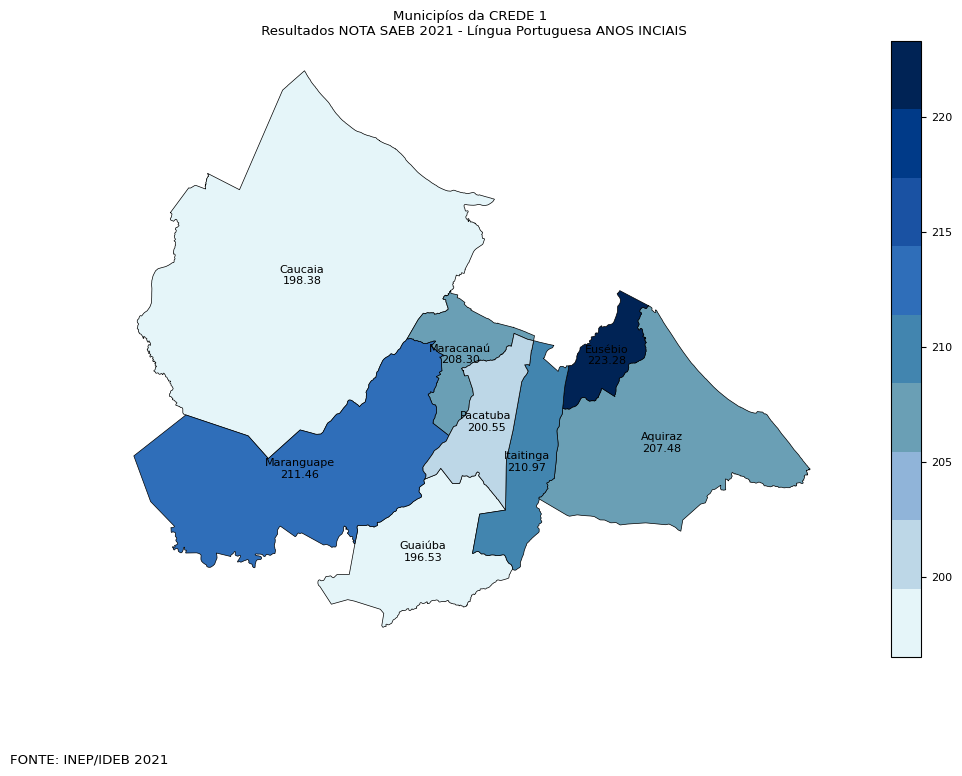 Municipíos da CREDE 1
Resultados NOTA SAEB 2021 - Língua Portuguesa ANOS INCIAIS
220
215
210
205
200
Caucaia
198.38
Maracanaú
208.30
Eusébio
223.28
Pacatuba
200.55
Aquiraz
207.48
Itaitinga
210.97
Maranguape
211.46
Guaiúba
196.53
FONTE: INEP/IDEB 2021